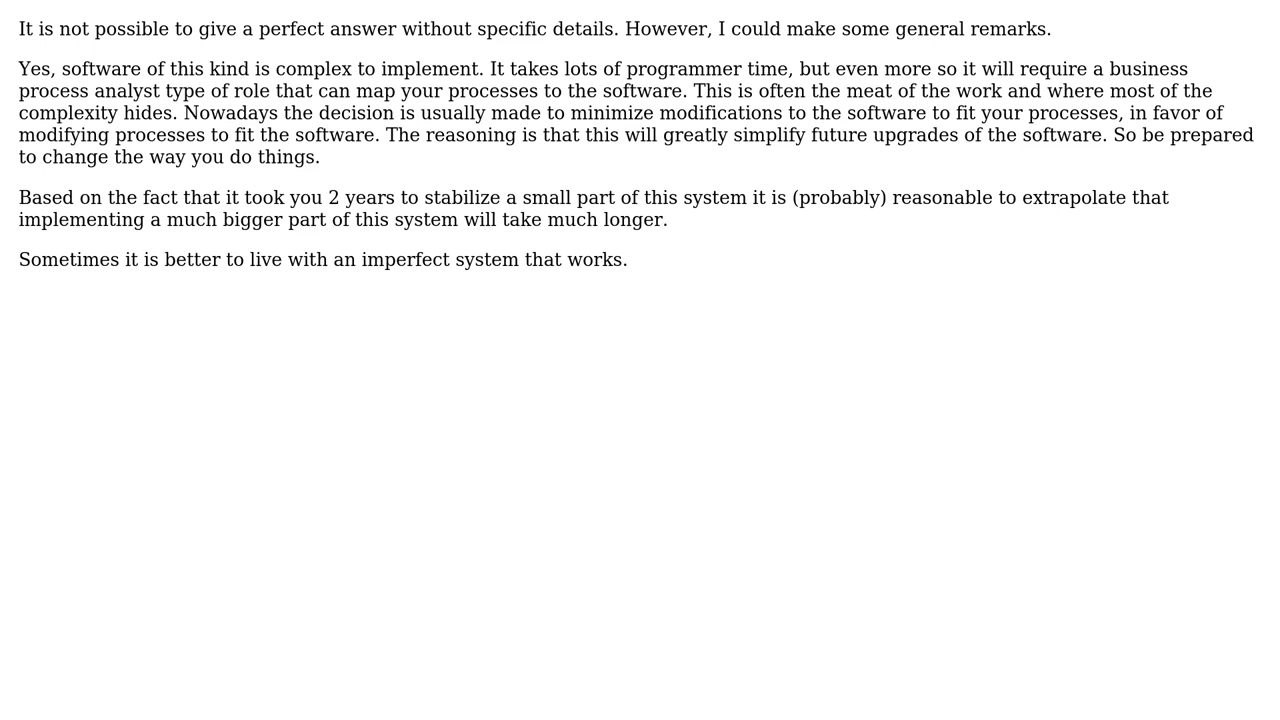 It is not possible to give a perfect answer without specific details. However, I could make some general remarks.
Yes, software of this kind is complex to implement. It takes lots of programmer time, but even more so it will require a business
process analyst type of role that can map your processes to the software. This is often the meat of the work and where most of the
complexity hides. Nowadays the decision is usually made to minimize modifications to the software to fit your processes, in favor of
modifying processes to fit the software. The reasoning is that this will greatly simplify future upgrades of the software. So be prepared
to change the way you do things.
Based on the fact that it took you 2 years to stabilize a small part of this system it is (probably) reasonable to extrapolate that
implementing a much bigger part of this system will take much longer.
Sometimes it is better to live with an imperfect system that works.